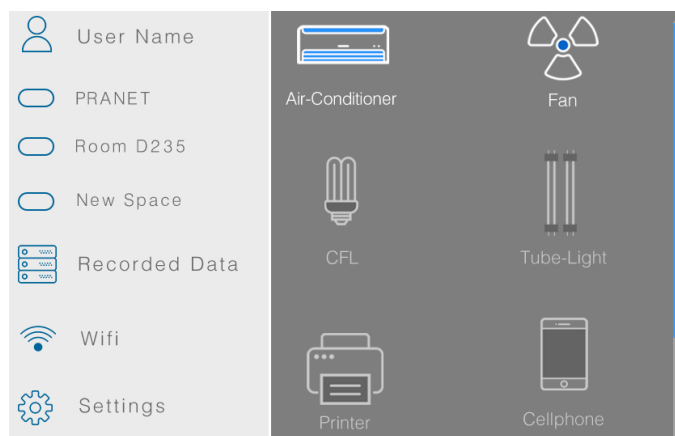 User Name
PRANET
Room D235
New Space
Recorded Data
Wifi
Settings
Air-Conditioner
Fan
CFL
Tube-Light
Printer
Cellphone